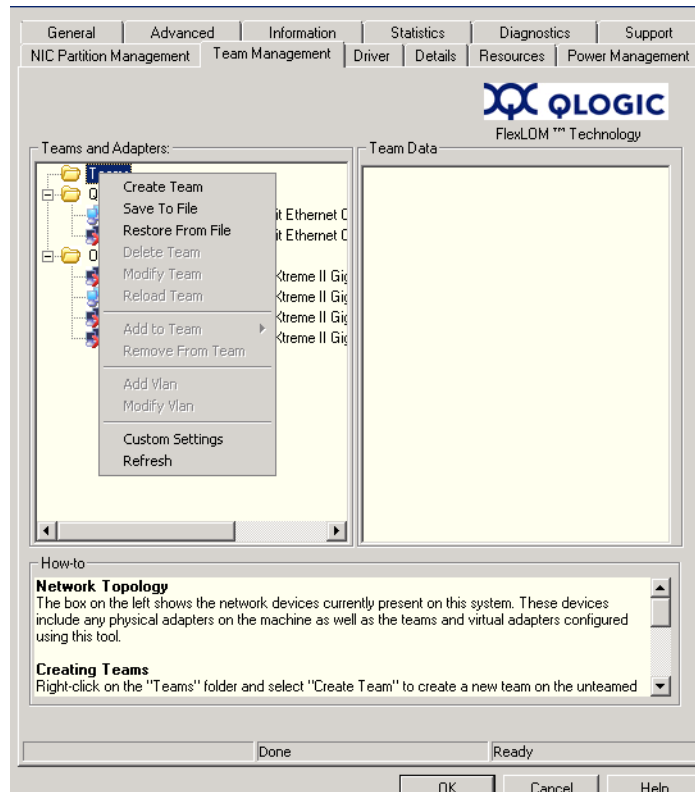 General Advanced Information Statistics Diagnostics Support
NIC Partition Management Team Management Driver Details Resources Power Management
QLOGIC
FlexLOM ™ Technology
Teams and Adapters:
Team Data
Create Team
Save To File
Restore From File
Delete Team
Modify Team
Reload Team
Add to Team
Remove From Team
Add Vlan
Modify Vlan
Custom Settings
Refresh
Q
it Ethernet C
it Ethernet C
O
Xtreme II Gig
Xtreme II Gig
Xtreme II Gig
Xtreme II Gig
How-to
Network Topology
The box on the left shows the network devices currently present on this system. These devices
include any physical adapters on the machine as well as the teams and virtual adapters configured
using this tool.
Creating Teams
Right-click on the "Teams" folder and select "Create Team" to create a new team on the unteamed
Done Ready
OK Cancel Help